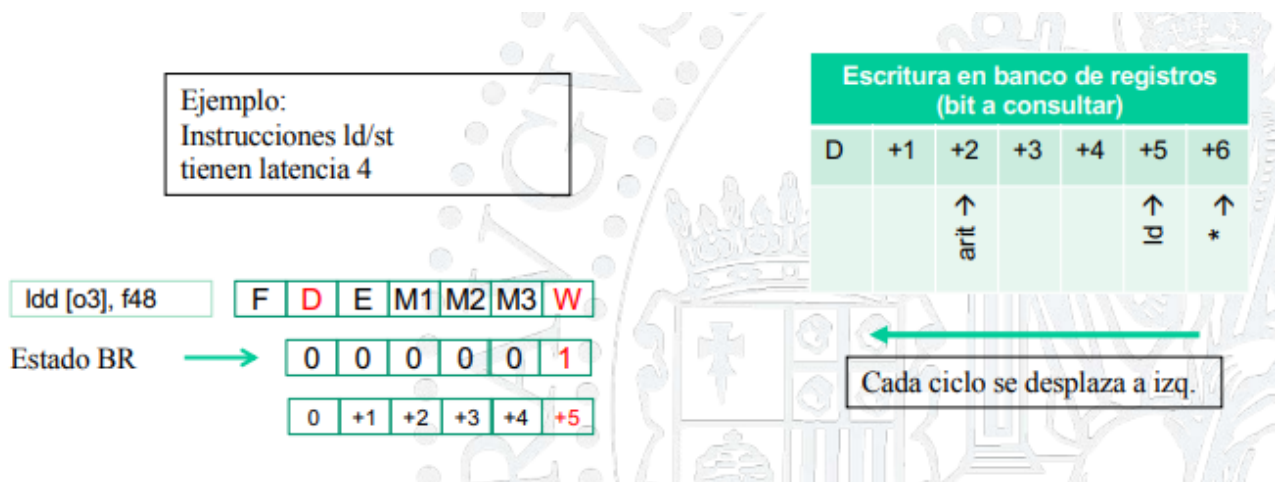 Ejemplo:
Instrucciones ld/st
tienen latencia 4
Escritura en banco de registros
(bit a consultar)
D +1 +2 +3 +4 +5 +6
arit → ld → * →
ldd [o3], f48 F D E M1 M2 M3 W
Estado BR → 0 0 0 0 0 1
0 +1 +2 +3 +4 +5
Cada ciclo se desplaza a izq.